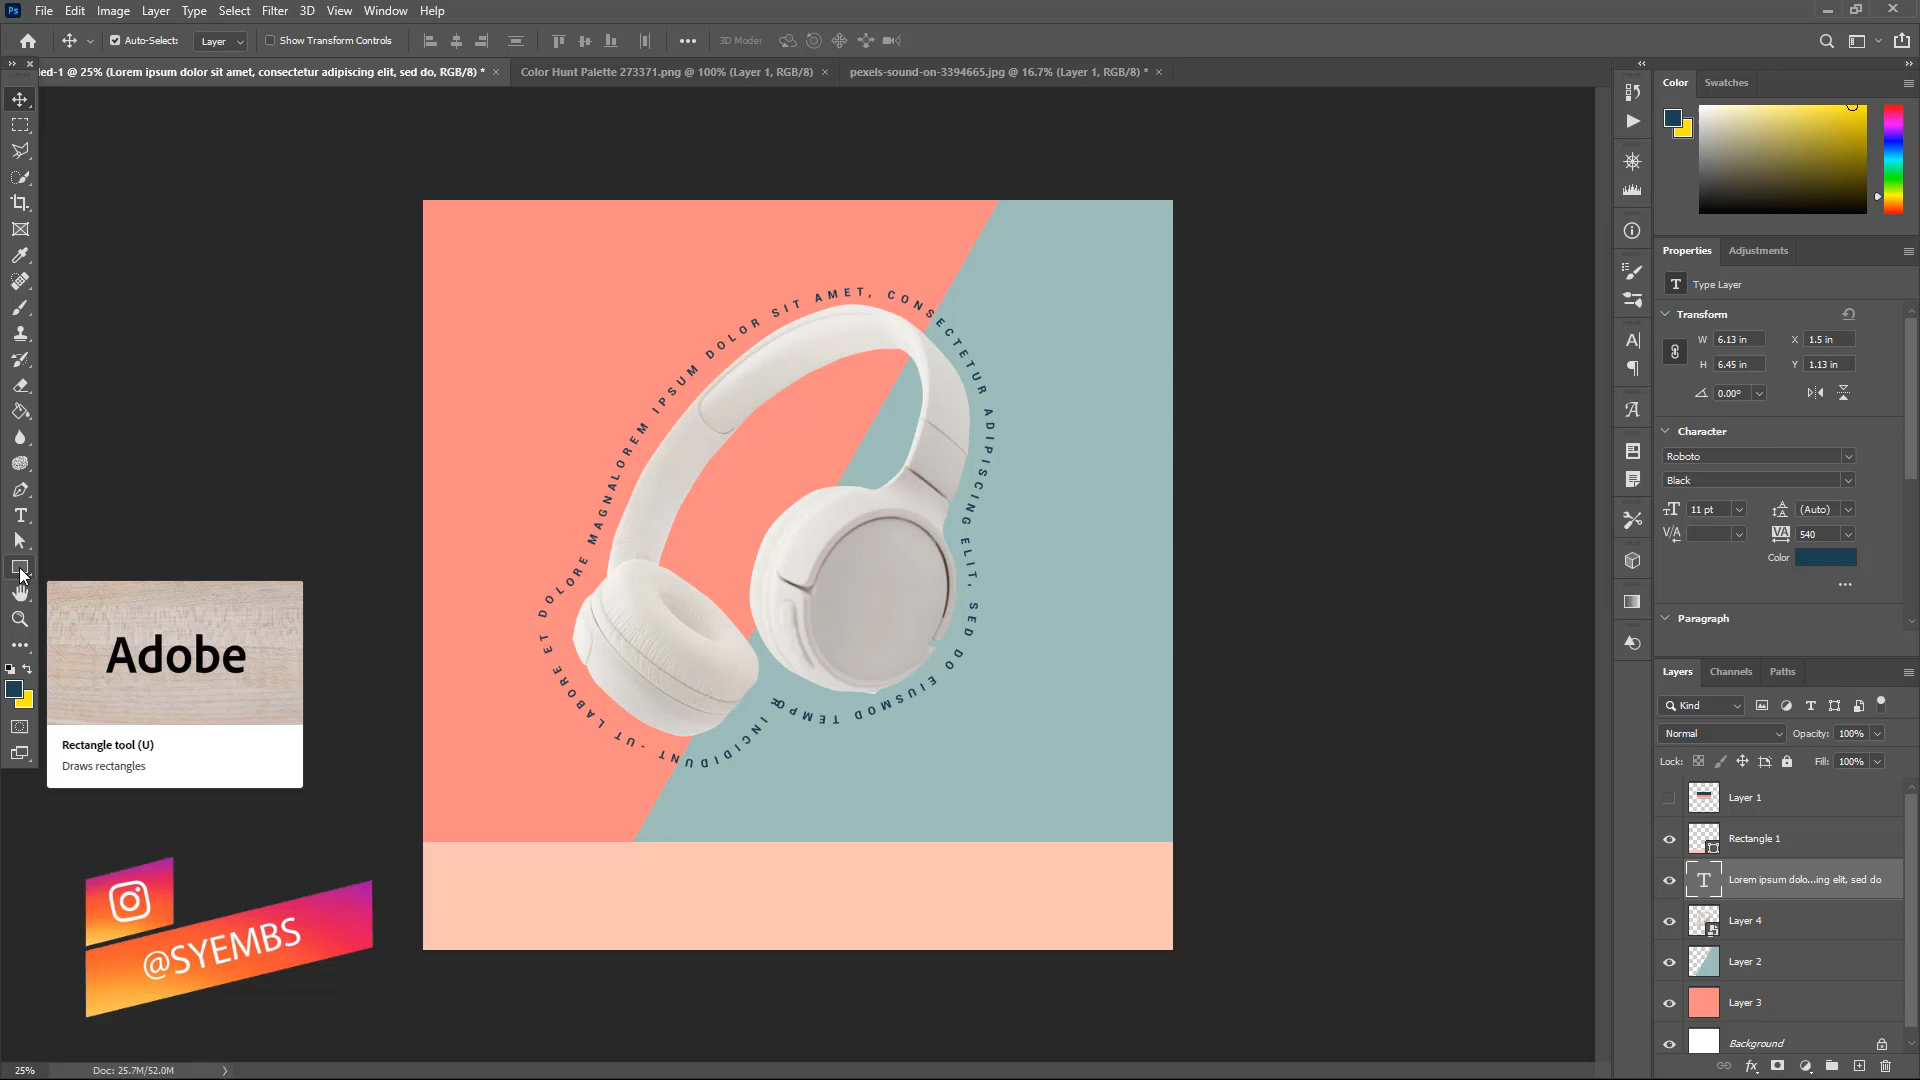 Ps File Edit Image Layer Type Select Filter 3D View Window Help
Auto-Select: Layer Show Transform Controls 3D Mode:
led-1 @ 25% (Lorem ipsum dolor sit amet, consectetur adipiscing elit, sed do, RGB/8) * Color Hunt Palette 273371.png @ 100% (Layer 1, RGB/8) pexels-sound-on-3394665.jpg @ 16.7% (Layer 1, RGB/8) *
Color Swatches
Properties Adjustments
T Type Layer
Transform
W 6.13 in X 1.5 in
H 6.45 in Y 1.13 in
0.00°
Character
Roboto
Black
11 pt (Auto)
540
Color
Paragraph
LOREM IPSUM DOLOR SIT AMET, CONSECTETUR ADIPISCING ELIT, SED DO EIUSMOD TEMPOR INCIDIDUNT - UT LABORE ET DOLORE MAGNA
Adobe
Rectangle tool (U)
Draws rectangles
@SYEMBS
Layers Channels Paths
Kind
Normal Opacity: 100%
Lock: Fill: 100%
Layer 1
Rectangle 1
T Lorem ipsum dolo...ing elit, sed do
Layer 4
Layer 2
Layer 3
Background
25% Doc: 25.7M/52.0M